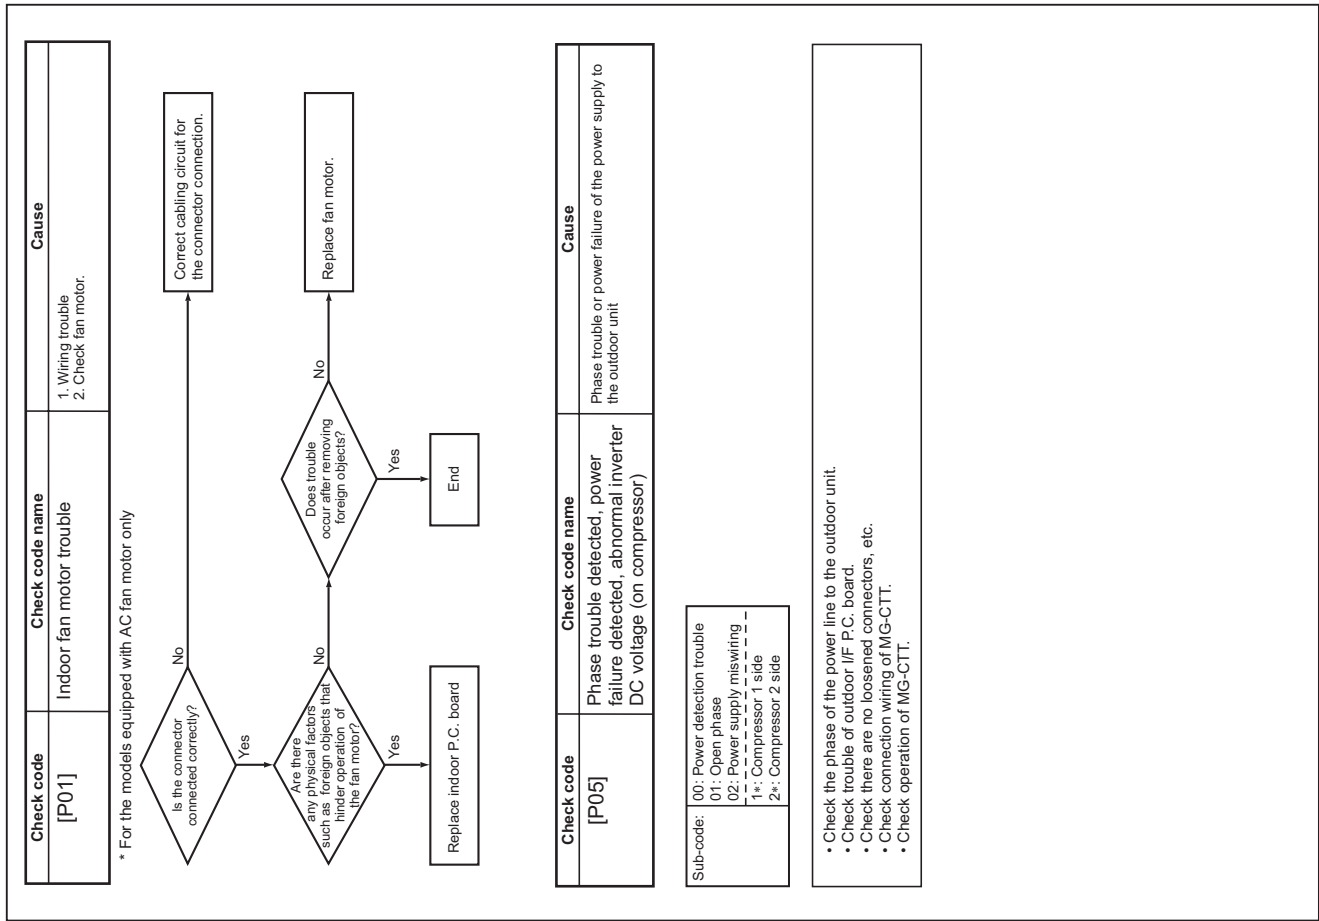 Check code
Check code name
Cause
[P01]
Indoor fan motor trouble
1. Wiring trouble
2. Check fan motor.
* For the models equipped with AC fan motor only
Is the connector
connected correctly?
No
Correct cabling circuit for
the connector connection.
Yes
Are there
any physical factors
such as foreign objects that
hinder operation of
the fan motor?
No
Does trouble
occur after removing
foreign objects?
No
Replace fan motor.
Yes
Yes
Replace indoor P.C. board
End
Check code
Check code name
Cause
[P05]
Phase trouble detected, power
failure detected, abnormal inverter
DC voltage (on compressor)
Phase trouble or power failure of the power supply to
the outdoor unit
Sub-code:
00: Power detection trouble
01: Open phase
02: Power supply miswiring
1*: Compressor 1 side
2*: Compressor 2 side
• Check the phase of the power line to the outdoor unit.
• Check trouble of outdoor I/F P.C. board.
• Check there are no loosened connectors, etc.
• Check connection wiring of MG-CTT.
• Check operation of MG-CTT.